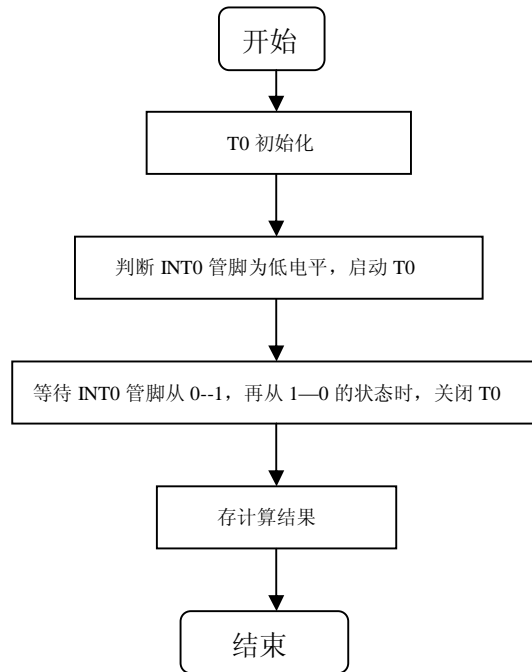 开始
T0 初始化
判断 INT0 管脚为低电平，启动 T0
等待 INT0 管脚从 0--1，再从 1—0 的状态时，关闭 T0
存计算结果
结束